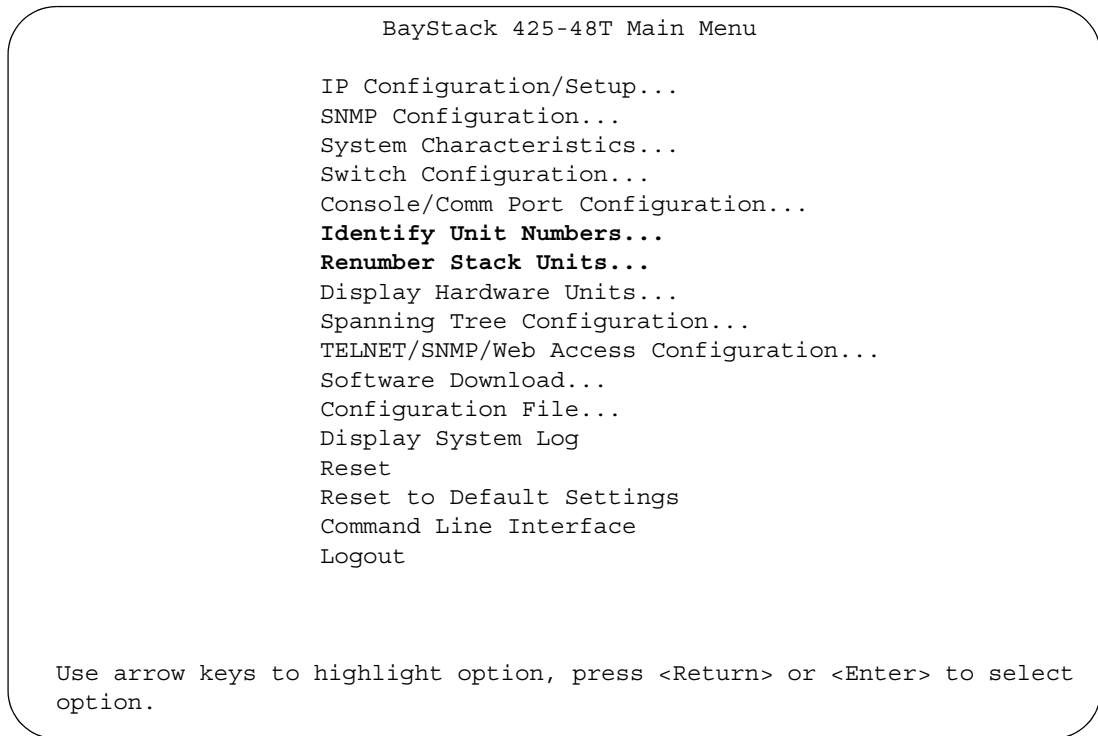 BayStack 425-48T Main Menu
IP Configuration/Setup...
SNMP Configuration...
System Characteristics...
Switch Configuration...
Console/Comm Port Configuration...
Identify Unit Numbers...
Renumber Stack Units...
Display Hardware Units...
Spanning Tree Configuration...
TELNET/SNMP/Web Access Configuration...
Software Download...
Configuration File...
Display System Log
Reset
Reset to Default Settings
Command Line Interface
Logout
Use arrow keys to highlight option, press <Return> or <Enter> to select
option.